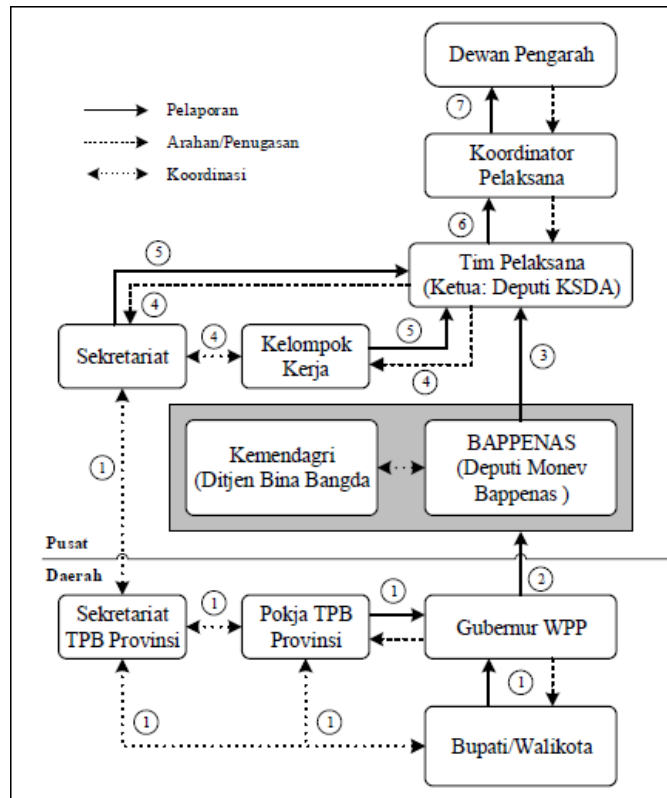 Dewan Pengarah
Pelaporan
Arahan/Penugasan
Koordinasi
7
Koordinator
Pelaksana
6
5
Tim Pelaksana
(Ketua: Deputi KSDA)
4
Sekretariat
4
Kelompok
Kerja
5
4
3
1
Kemendagri
(Ditjen Bina Bangda
BAPPENAS
(Deputi Monev
Bappenas )
Pusat
Daerah
2
Sekretariat
TPB Provinsi
1
Pokja TPB
Provinsi
1
Gubernur WPP
1
1
1
Bupati/Walikota